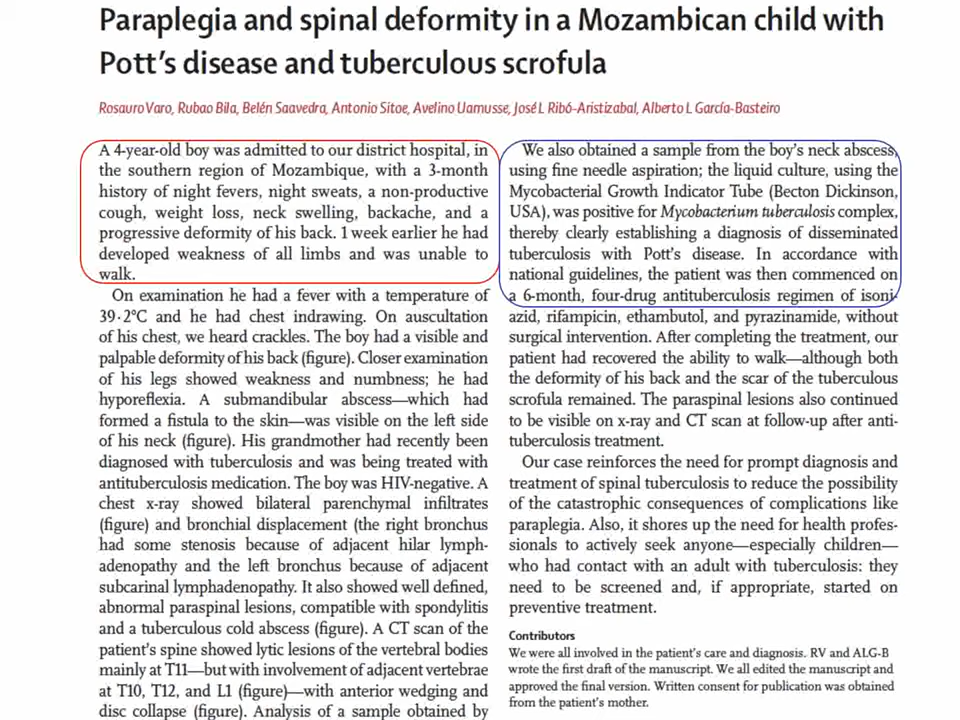 Paraplegia and spinal deformity in a Mozambican child with
Pott's disease and tuberculous scrofula
Rosauro Varo, Rubao Bila, Belén Saavedra, Antonio Sitoe, Avelino Uamusse, José L Ribó-Aristizabal, Alberto L García-Basteiro
A 4-year-old boy was admitted to our district hospital, in
the southern region of Mozambique, with a 3-month
history of night fevers, night sweats, a non-productive
cough, weight loss, neck swelling, backache, and a
progressive deformity of his back. 1 week earlier he had
developed weakness of all limbs and was unable to
walk.
On examination he had a fever with a temperature of
39·2°C and he had chest indrawing. On auscultation
of his chest, we heard crackles. The boy had a visible and
palpable deformity of his back (figure). Closer examination
of his legs showed weakness and numbness; he had
hyporeflexia. A submandibular abscess—which had
formed a fistula to the skin—was visible on the left side
of his neck (figure). His grandmother had recently been
diagnosed with tuberculosis and was being treated with
antituberculosis medication. The boy was HIV-negative. A
chest x-ray showed bilateral parenchymal infiltrates
(figure) and bronchial displacement (the right bronchus
had some stenosis because of adjacent hilar lymph-
adenopathy and the left bronchus because of adjacent
subcarinal lymphadenopathy. It also showed well defined,
abnormal paraspinal lesions, compatible with spondylitis
and a tuberculous cold abscess (figure). A CT scan of the
patient's spine showed lytic lesions of the vertebral bodies
mainly at T11—but with involvement of adjacent vertebrae
at T10, T12, and L1 (figure)—with anterior wedging and
disc collapse (figure). Analysis of a sample obtained by
We also obtained a sample from the boy's neck abscess,
using fine needle aspiration; the liquid culture, using the
Mycobacterial Growth Indicator Tube (Becton Dickinson,
USA), was positive for Mycobacterium tuberculosis complex,
thereby clearly establishing a diagnosis of disseminated
tuberculosis with Pott's disease. In accordance with
national guidelines, the patient was then commenced on
a 6-month, four-drug antituberculosis regimen of isoni-
azid, rifampicin, ethambutol, and pyrazinamide, without
surgical intervention. After completing the treatment, our
patient had recovered the ability to walk—although both
the deformity of his back and the scar of the tuberculous
scrofula remained. The paraspinal lesions also continued
to be visible on x-ray and CT scan at follow-up after anti-
tuberculosis treatment.
Our case reinforces the need for prompt diagnosis and
treatment of spinal tuberculosis to reduce the possibility
of the catastrophic consequences of complications like
paraplegia. Also, it shores up the need for health profes-
sionals to actively seek anyone—especially children—
who had contact with an adult with tuberculosis: they
need to be screened and, if appropriate, started on
preventive treatment.
Contributors
We were all involved in the patient's care and diagnosis. RV and ALG-B
wrote the first draft of the manuscript. We all edited the manuscript and
approved the final version. Written consent for publication was obtained
from the patient's mother.